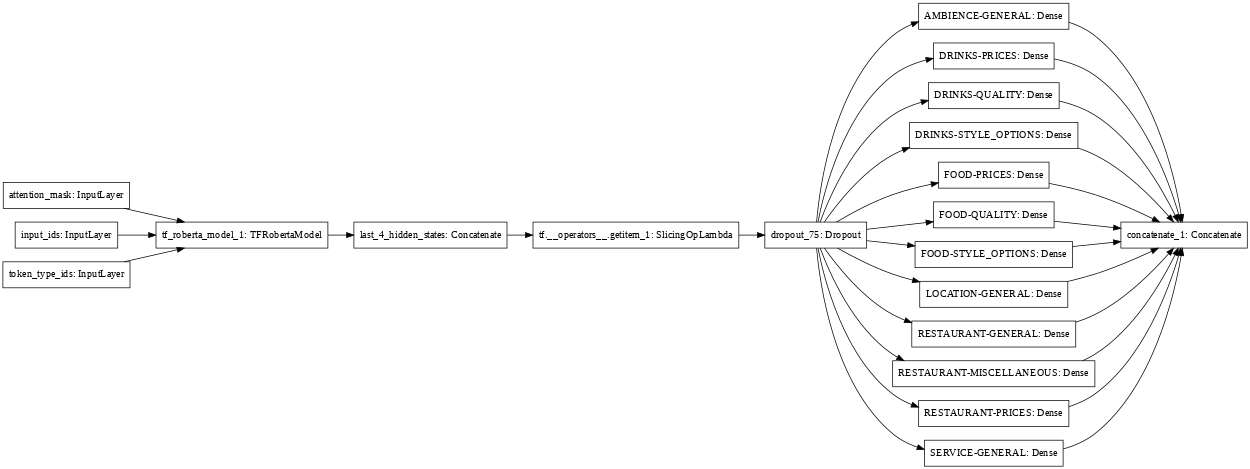 AMBIENCE-GENERAL: Dense
DRINKS-PRICES: Dense
DRINKS-QUALITY: Dense
DRINKS-STYLE_OPTIONS: Dense
attention_mask: InputLayer
FOOD-PRICES: Dense
FOOD-QUALITY: Dense
input_ids: InputLayer
tf_roberta_model_1: TFRobertaModel
last_4_hidden_states: Concatenate
tf.__operators__.getitem_1: SlicingOpLambda
dropout_75: Dropout
concatenate_1: Concatenate
FOOD-STYLE_OPTIONS: Dense
token_type_ids: InputLayer
LOCATION-GENERAL: Dense
RESTAURANT-GENERAL: Dense
RESTAURANT-MISCELLANEOUS: Dense
RESTAURANT-PRICES: Dense
SERVICE-GENERAL: Dense